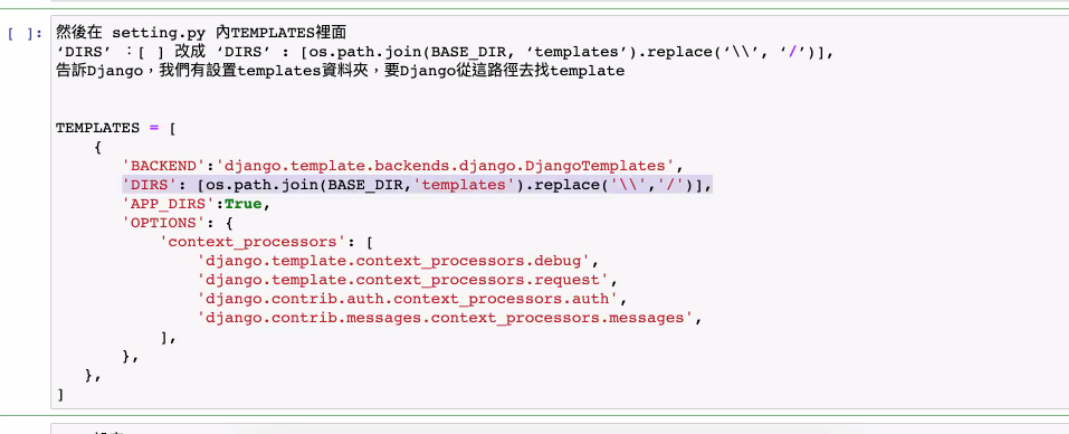 [ ]: 然後在 setting.py 內TEMPLATES裡面
‘DIRS’ ：[ ] 改成 ‘DIRS’ : [os.path.join(BASE_DIR, ‘templates’).replace(‘\\’, ‘/’)],
告訴Django，我們有設置templates資料夾，要Django從這路徑去找template
TEMPLATES = [
{
'BACKEND':'django.template.backends.django.DjangoTemplates',
'DIRS': [os.path.join(BASE_DIR,'templates').replace('\\','/')],
'APP_DIRS':True,
'OPTIONS': {
'context_processors': [
'django.template.context_processors.debug',
'django.template.context_processors.request',
'django.contrib.auth.context_processors.auth',
'django.contrib.messages.context_processors.messages',
],
},
},
]